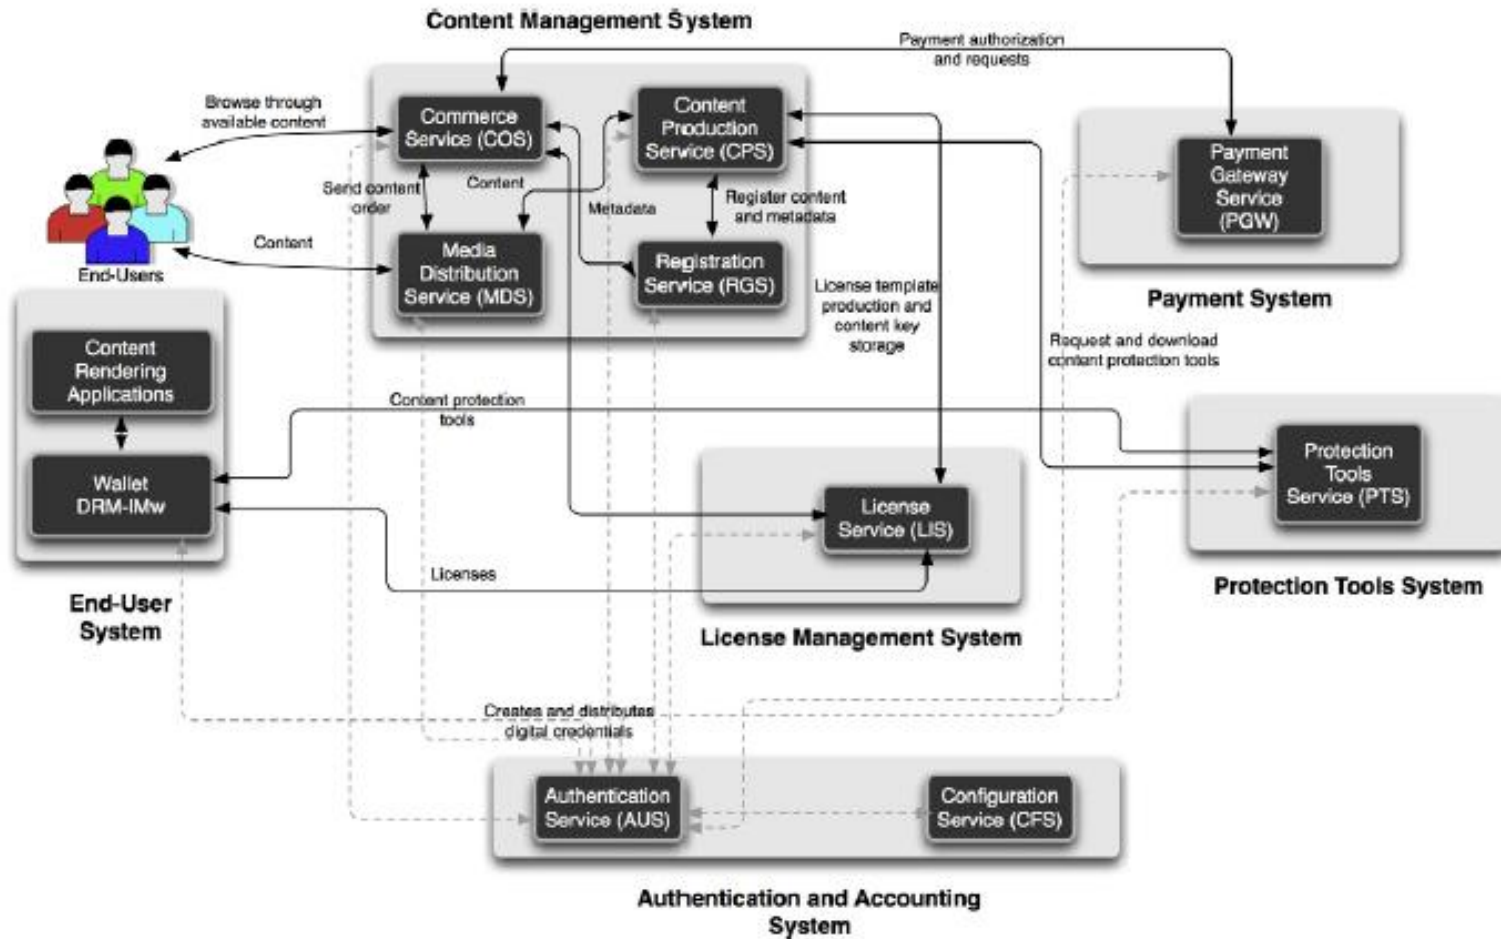 Content Management System
Payment authorization
and requests
Browse through
available content
Commerce
Service (COS)
Content
Production
Service (CPS)
Payment
Gateway
Service
(PGW)
Payment System
Send content
order
Content
Metadata
Register content
and metadata
Content
End-Users
Media
Distribution
Service (MDS)
Registration
Service (RGS)
License template
production and
content key
storage
Request and download
content protection tools
Content
Rendering
Applications
Wallet
DRM-IMw
End-User
System
Content protection
tools
Licenses
License
Service (LIS)
License Management System
Protection
Tools
Service (PTS)
Protection Tools System
Creates and distributes
digital credentials
Authentication
Service (AUS)
Configuration
Service (CFS)
Authentication and Accounting
System